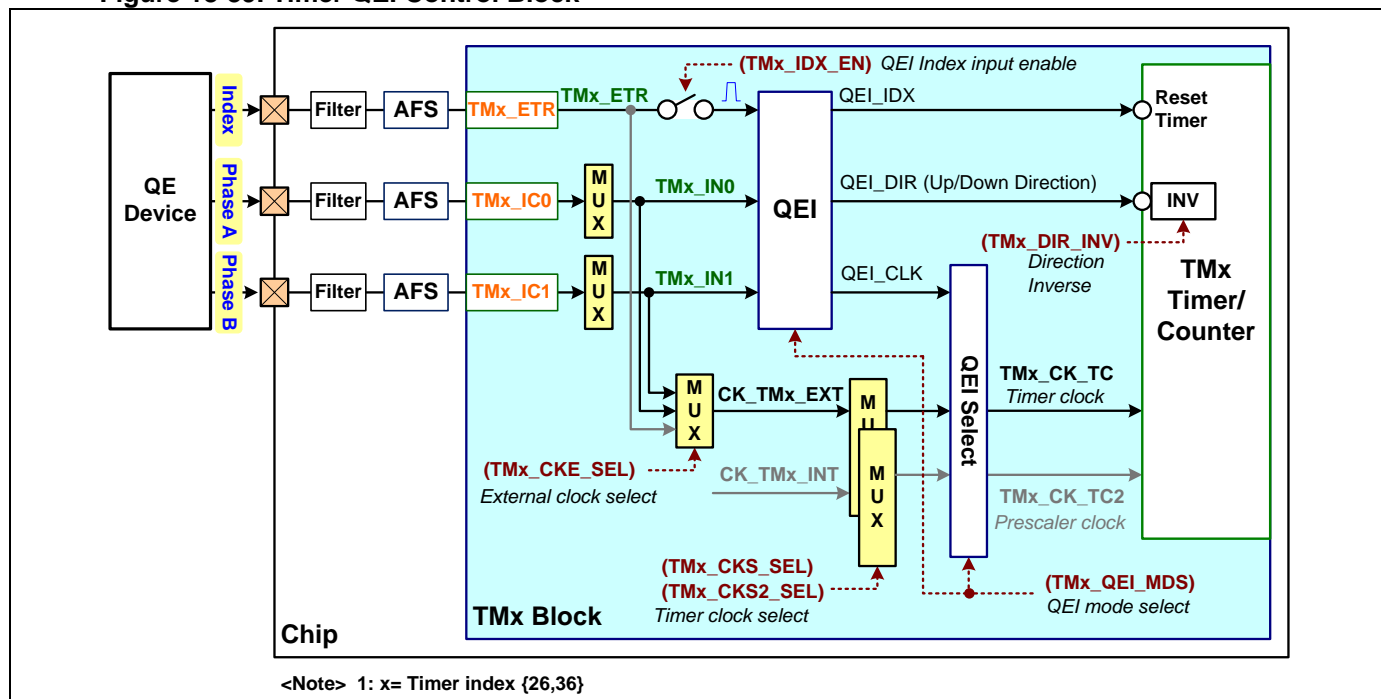 Figure 18-39. Timer QEI Control Block
(TMx_IDX_EN) QEI Index input enable
Index
Filter
AFS
TMx_ETR
TMx_ETR
QEI_IDX
Reset
Timer
QE
Device
Phase A
Filter
AFS
TMx_IC0
MUX
TMx_IN0
QEI
QEI_DIR (Up/Down Direction)
INV
(TMx_DIR_INV)
Direction
Inverse
Phase B
Filter
AFS
TMx_IC1
MUX
TMx_IN1
QEI_CLK
TMx
Timer/
Counter
MUX
CK_TMx_EXT
MUX
QEI Select
TMx_CK_TC
Timer clock
(TMx_CKE_SEL)
External clock select
CK_TMx_INT
MUX
TMx_CK_TC2
Prescaler clock
(TMx_CKS_SEL)
(TMx_CKS2_SEL)
Timer clock select
(TMx_QEI_MDS)
QEI mode select
TMx Block
Chip
<Note> 1: x= Timer index {26,36}